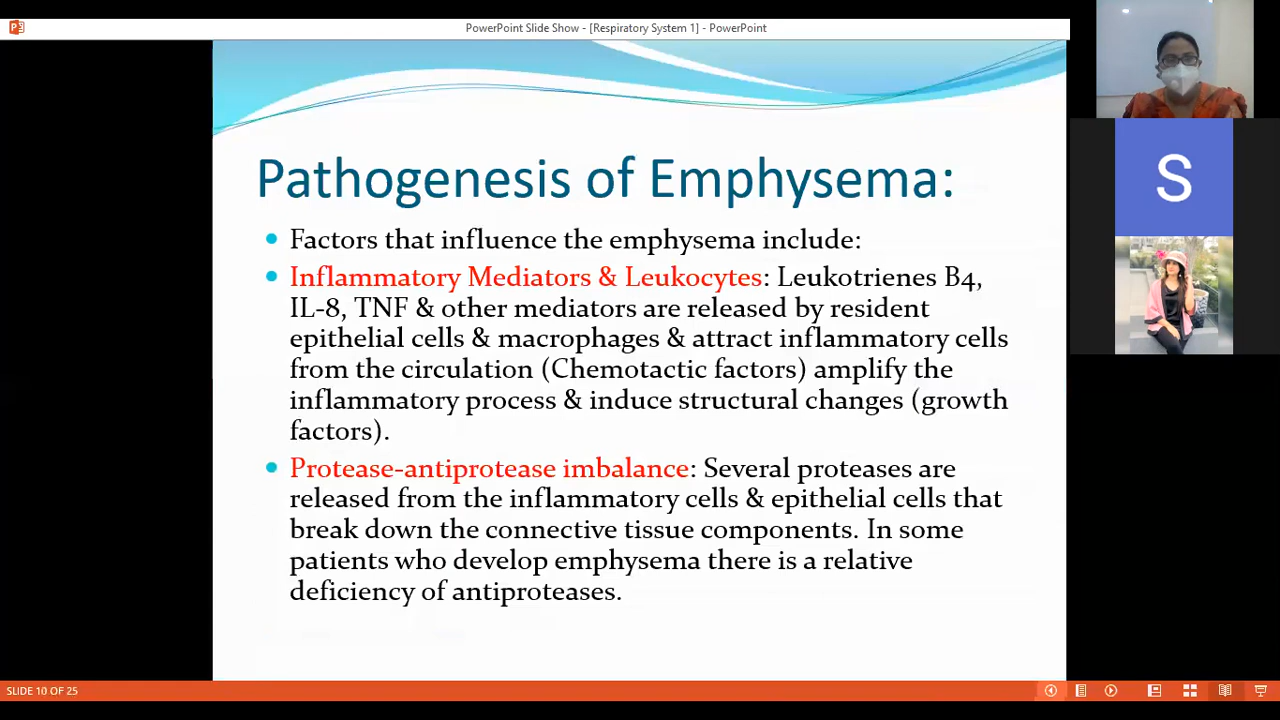 PowerPoint Slide Show - [Respiratory System 1] - PowerPoint
Pathogenesis of Emphysema:
Factors that influence the emphysema include:
Inflammatory Mediators & Leukocytes: Leukotrienes B4,
IL-8, TNF & other mediators are released by resident
epithelial cells & macrophages & attract inflammatory cells
from the circulation (Chemotactic factors) amplify the
inflammatory process & induce structural changes (growth
factors).
Protease-antiprotease imbalance: Several proteases are
released from the inflammatory cells & epithelial cells that
break down the connective tissue components. In some
patients who develop emphysema there is a relative
deficiency of antiproteases.
S
SLIDE 10 OF 25